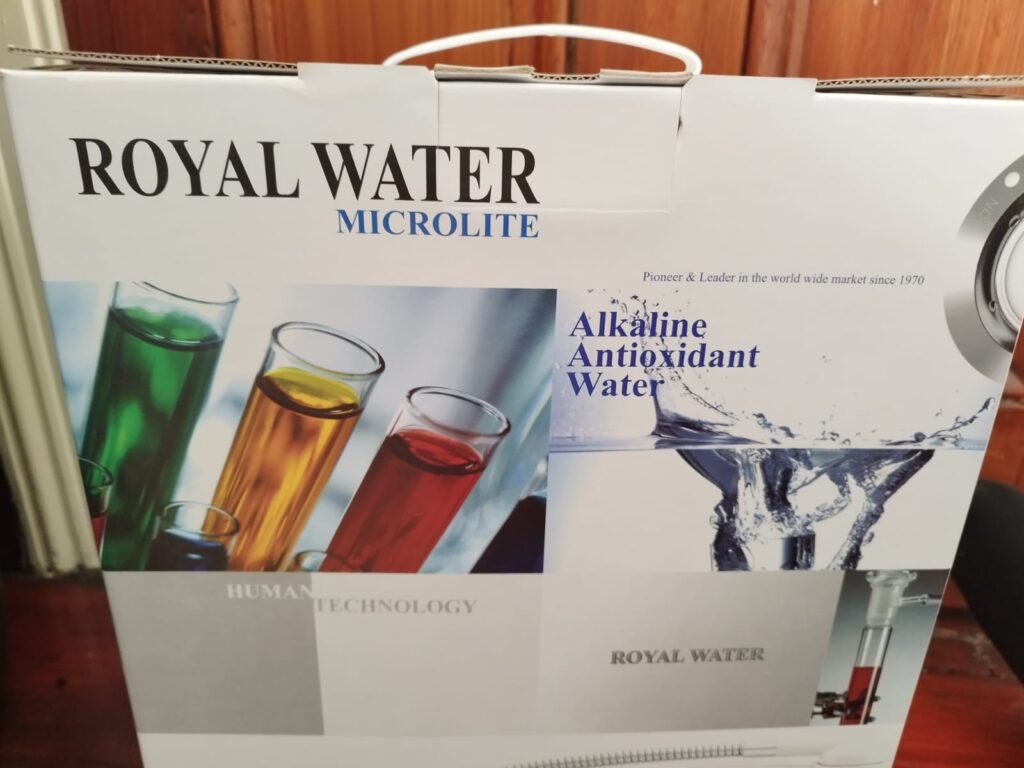 ROYAL WATER
MICROLITE
Pioneer & Leader in the world wide market since 1970
Alkaline
Antioxidant
Water
ON
HUMAN
TECHNOLOGY
ROYAL WATER